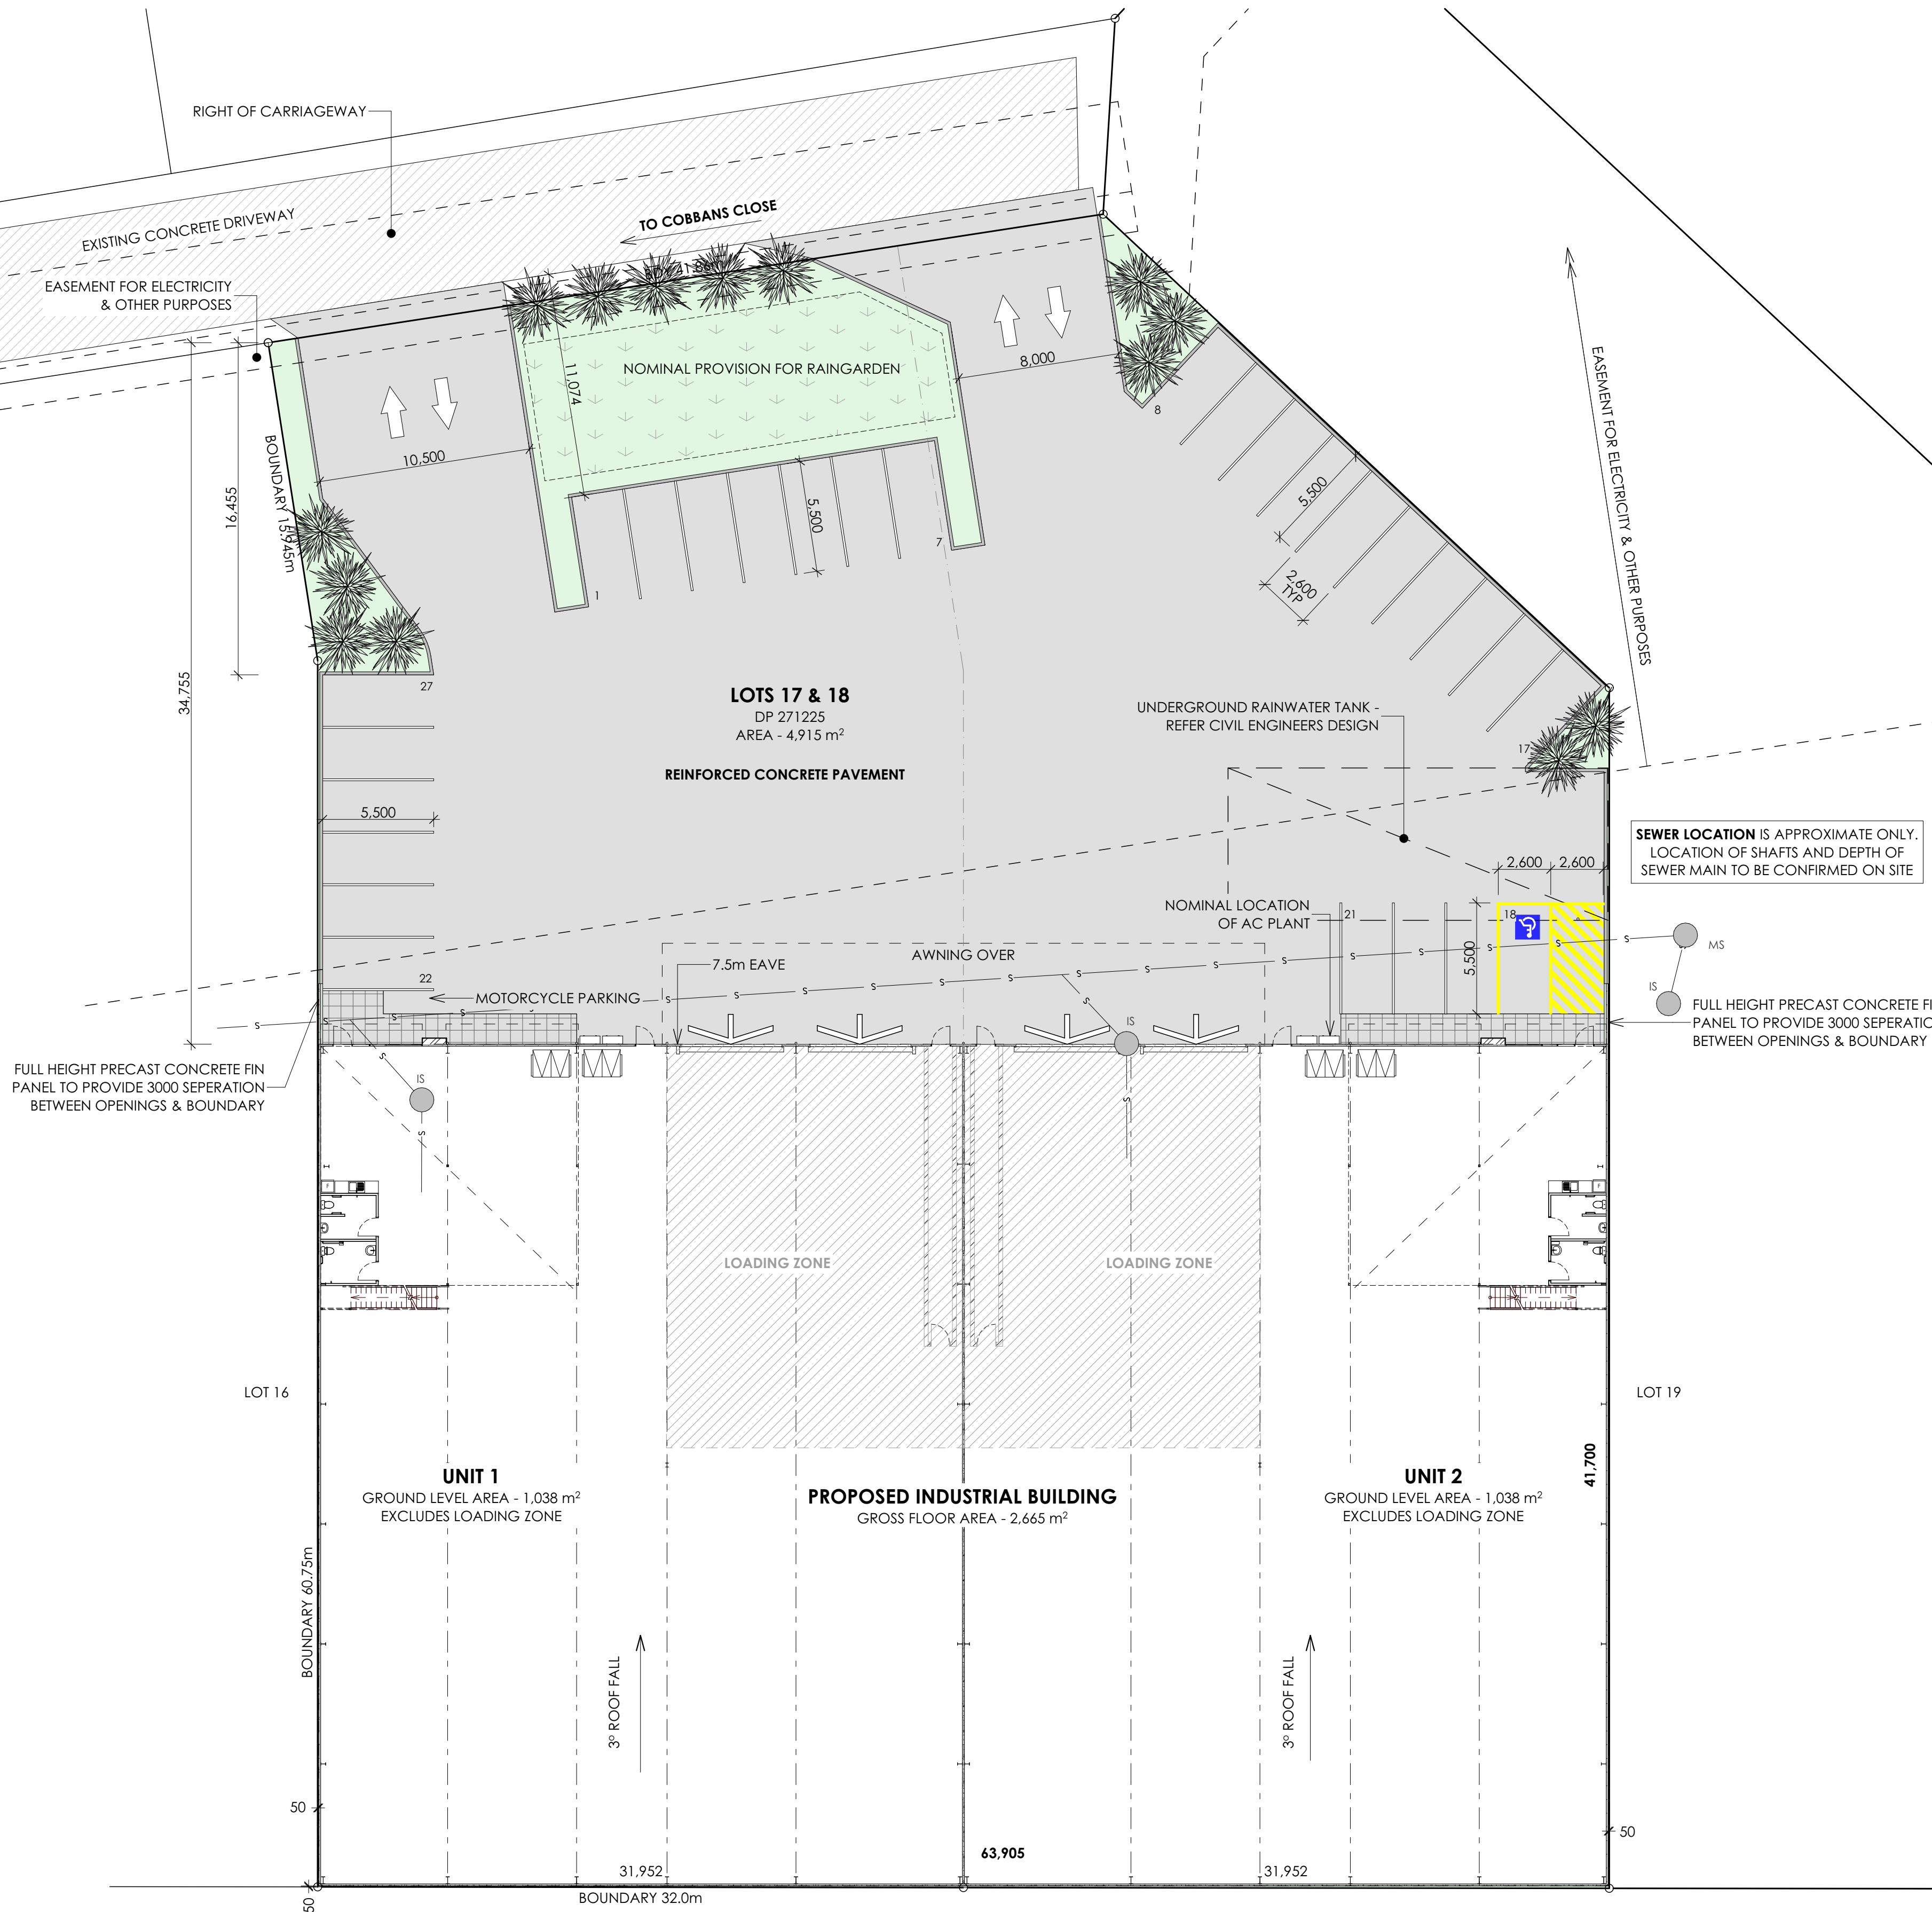 RIGHT OF CARRIAGEWAY
EXISTING CONCRETE DRIVEWAY
TO COBBANS CLOSE
EASEMENT FOR ELECTRICITY
& OTHER PURPOSES
NOMINAL PROVISION FOR RAINGARDEN
11,074
8,000
8
10,500
BOUNDARY 15.945m
16,455
34,755
5,500
7
1
5,500
2,600
TYP
EASEMENT FOR ELECTRICITY & OTHER PURPOSES
27
LOTS 17 & 18
DP 271225
AREA - 4,915 m²
REINFORCED CONCRETE PAVEMENT
UNDERGROUND RAINWATER TANK -
REFER CIVIL ENGINEERS DESIGN
17
5,500
SEWER LOCATION IS APPROXIMATE ONLY.
LOCATION OF SHAFTS AND DEPTH OF
SEWER MAIN TO BE CONFIRMED ON SITE
2,600 2,600
NOMINAL LOCATION
OF AC PLANT
21
18
5,500
MS
IS
7.5m EAVE
AWNING OVER
22
MOTORCYCLE PARKING
S S S S S S S S S S S S S S S S S S
IS
FULL HEIGHT PRECAST CONCRETE FI
PANEL TO PROVIDE 3000 SEPERATIO
BETWEEN OPENINGS & BOUNDARY
FULL HEIGHT PRECAST CONCRETE FIN
PANEL TO PROVIDE 3000 SEPERATION
BETWEEN OPENINGS & BOUNDARY
IS
F
F
LOADING ZONE
LOADING ZONE
LOT 16
LOT 19
41,700
UNIT 1
GROUND LEVEL AREA - 1,038 m²
EXCLUDES LOADING ZONE
PROPOSED INDUSTRIAL BUILDING
GROSS FLOOR AREA - 2,665 m²
UNIT 2
GROUND LEVEL AREA - 1,038 m²
EXCLUDES LOADING ZONE
BOUNDARY 60.75m
3° ROOF FALL
3° ROOF FALL
50
50
63,905
31,952
31,952
BOUNDARY 32.0m
50